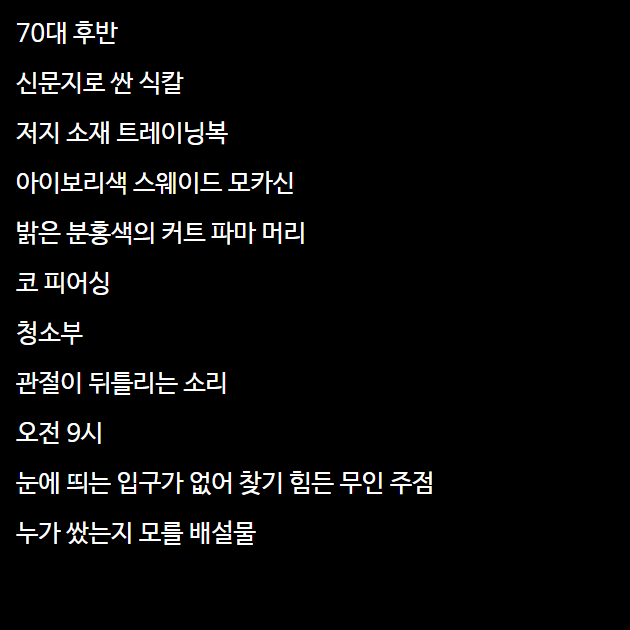 70대 후반
신문지로 싼 식칼
저지 소재 트레이닝복
아이보리색 스웨이드 모카신
밝은 분홍색의 커트 파마 머리
코 피어싱
청소부
관절이 뒤틀리는 소리
오전 9시
눈에 띄는 입구가 없어 찾기 힘든 무인 주점
누가 쌌는지 모를 배설물